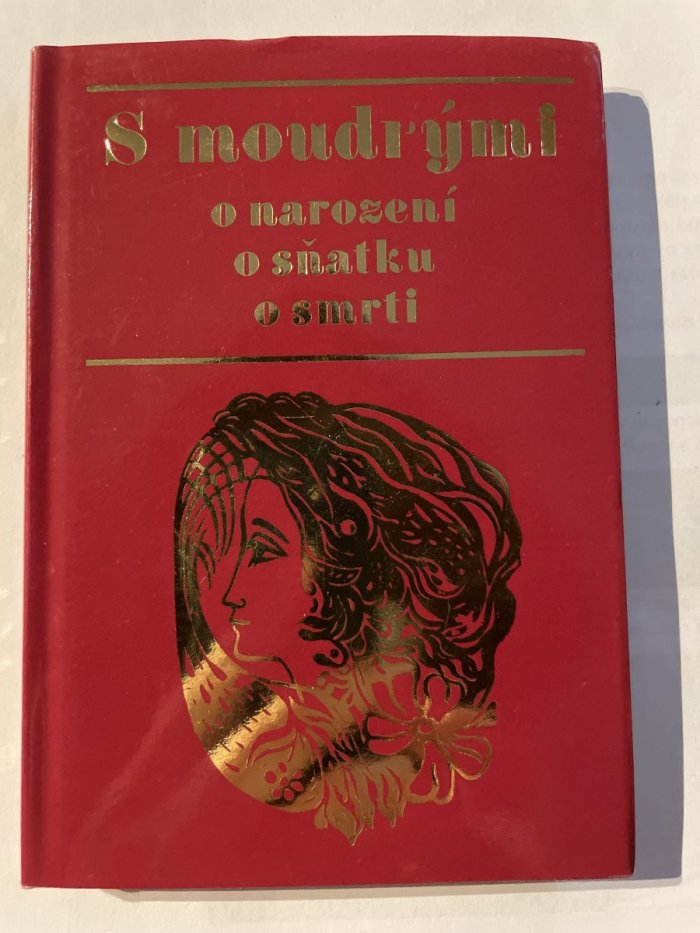 S moudrými
o narození
o sňatku
o smrti